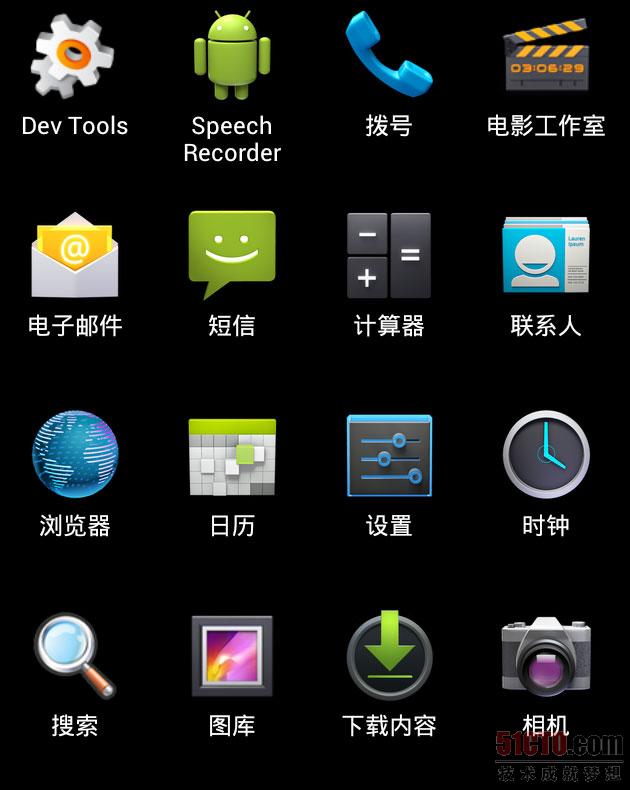 03:06:29
Dev Tools
Speech
Recorder
拨号
电影工作室
@
Lauren
Ipsum
电子邮件
短信
计算器
联系人
浏览器
日历
设置
时钟
搜索
图库
下载内容
相机
51CTO.com
技术成就梦想